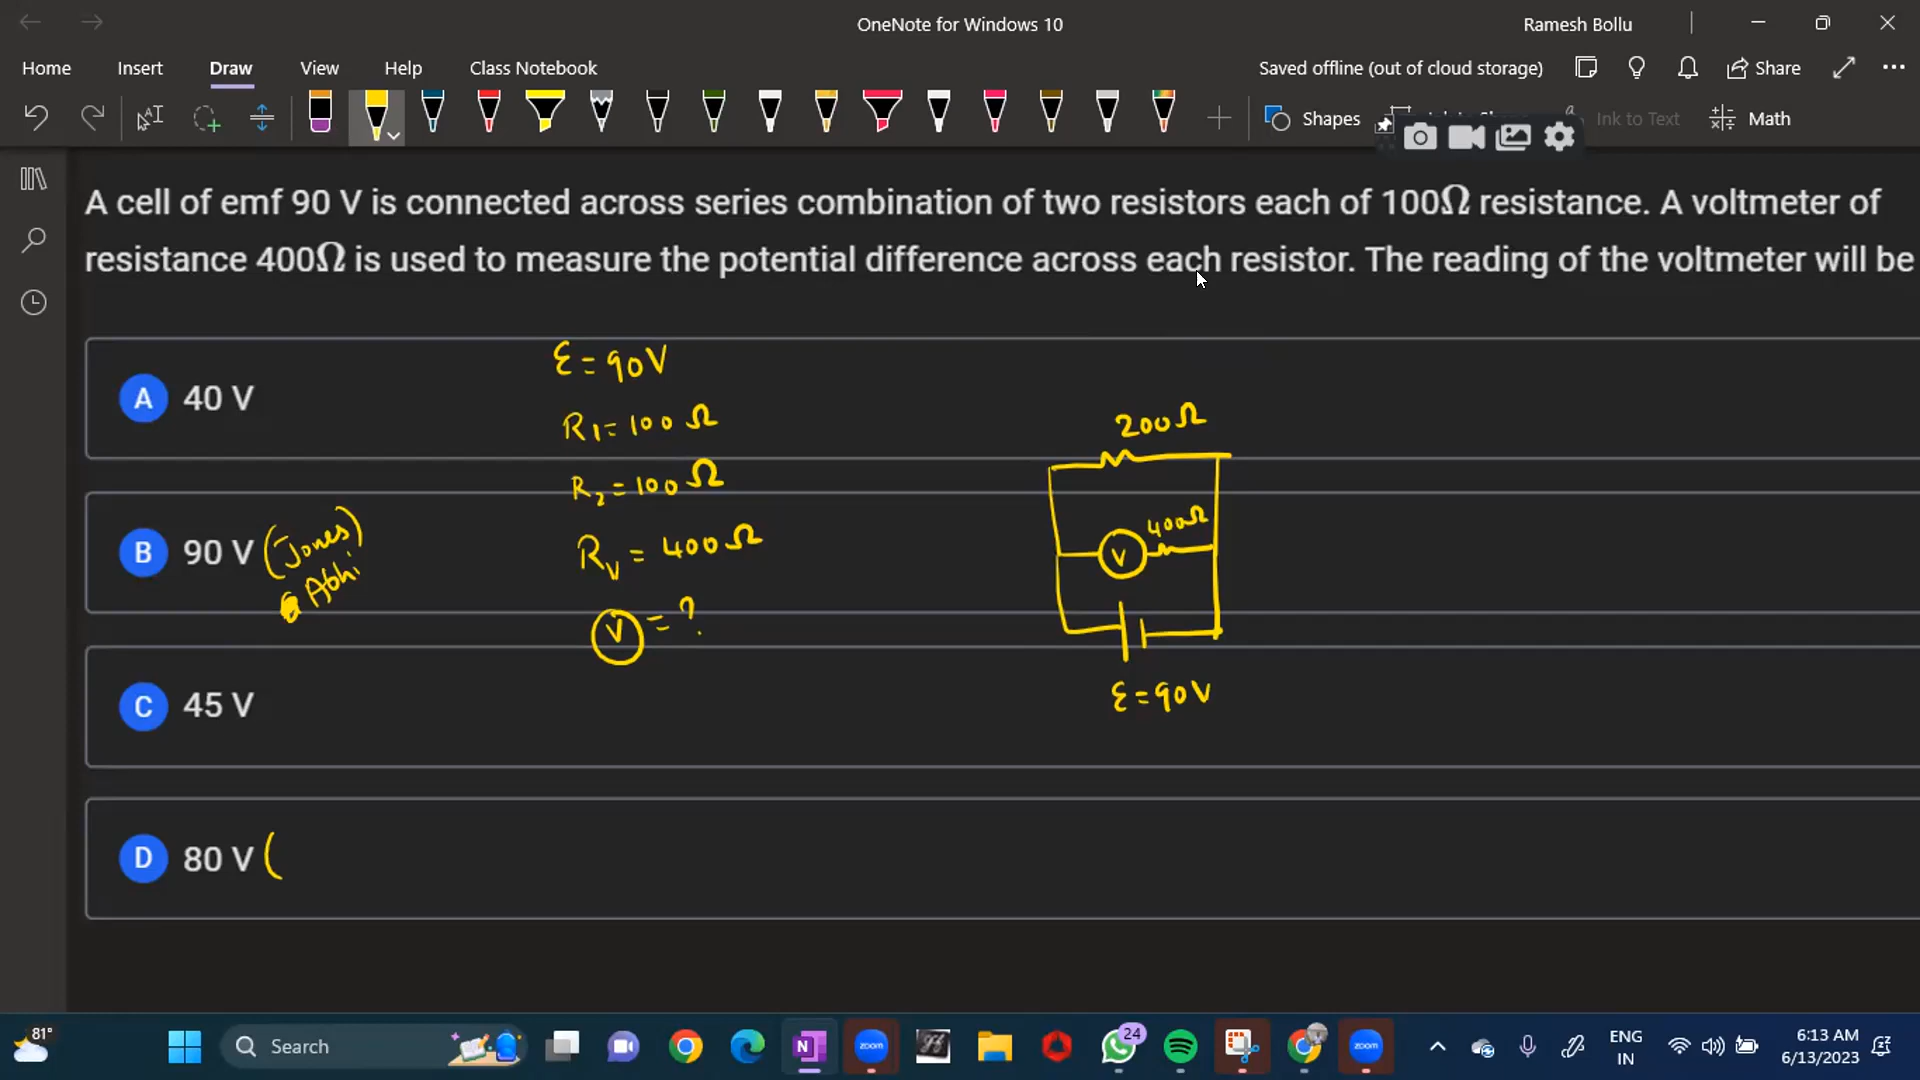 OneNote for Windows 10
Ramesh Bollu
Home Insert Draw View Help Class Notebook
Saved offline (out of cloud storage)
Share
Shapes
Ink to Text
Math
A cell of emf 90 V is connected across series combination of two resistors each of 100Ω resistance. A voltmeter of
resistance 400Ω is used to measure the potential difference across each resistor. The reading of the voltmeter will be
A 40 V
B 90 V (Jones)
Abhi
C 45 V
D 80 V (
Ɛ = 90V
R1 = 100 Ω
R2 = 100 Ω
RV = 400 Ω
V = ?
200Ω
400Ω
V
Ɛ = 90V
81°
Search
N
zoom
24
zoom
ENG
IN
6:13 AM
6/13/2023